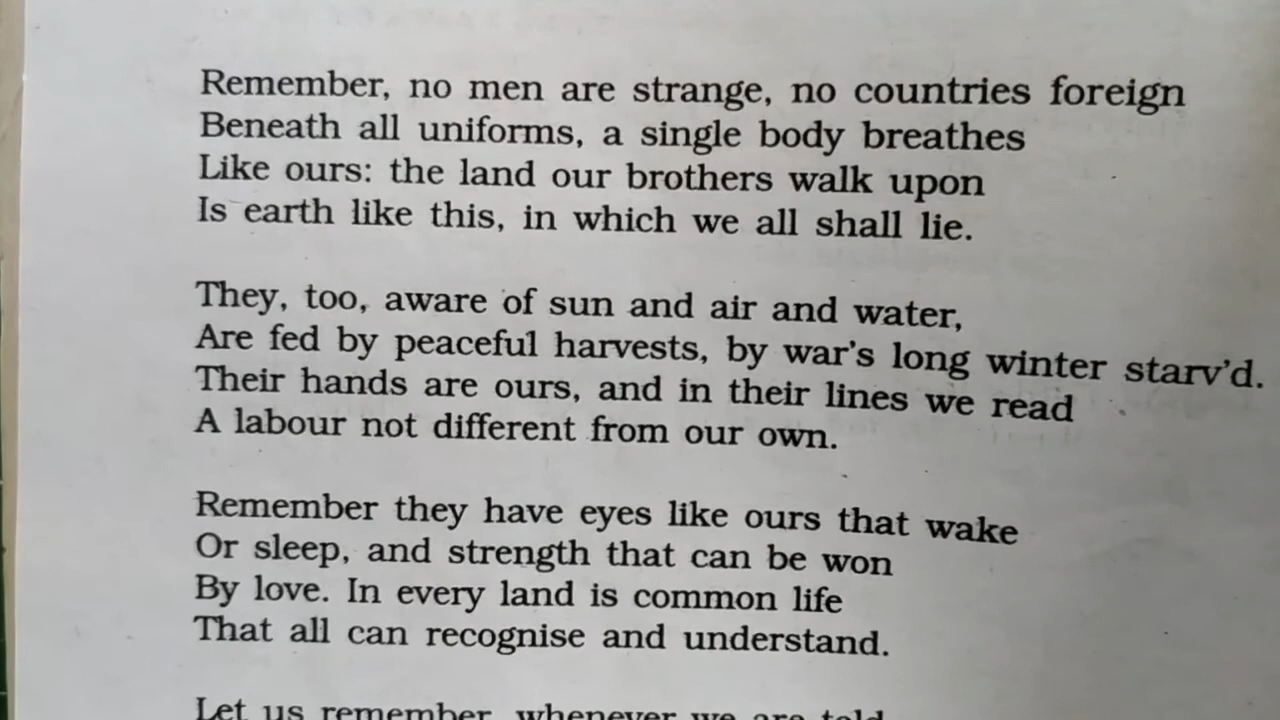 Remember, no men are strange, no countries foreign
Beneath all uniforms, a single body breathes
Like ours: the land our brothers walk upon
Is earth like this, in which we all shall lie.
They, too, aware of sun and air and water,
Are fed by peaceful harvests, by war's long winter starv'd.
Their hands are ours, and in their lines we read
A labour not different from our own.
Remember they have eyes like ours that wake
Or sleep, and strength that can be won
By love. In every land is common life
That all can recognise and understand.
Let us remember, whenever we are told